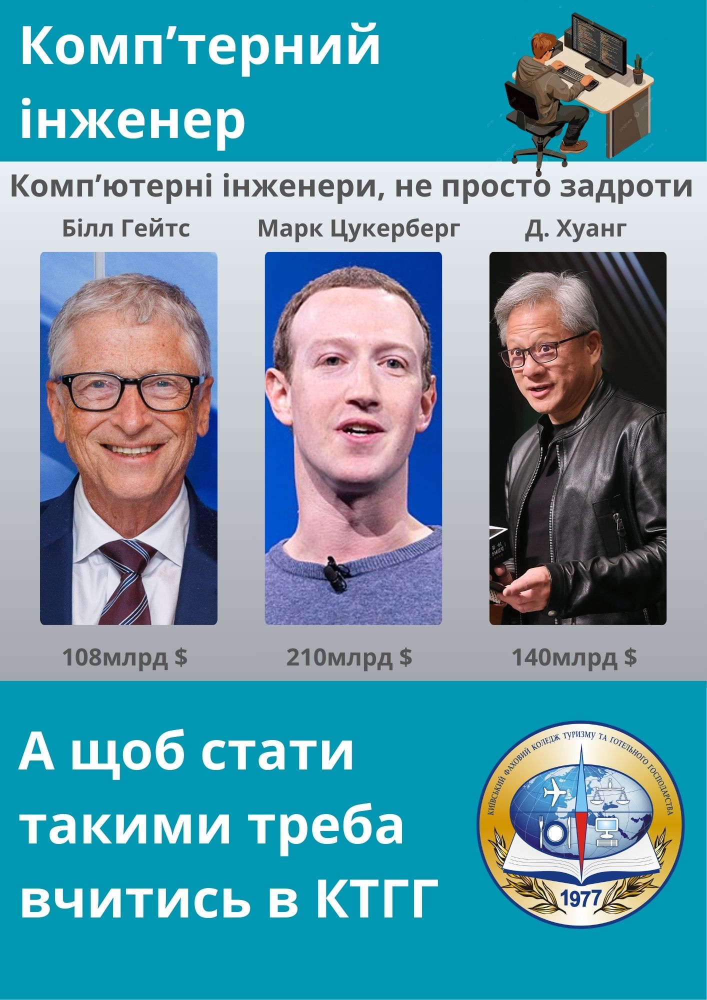 Комп’терний
інженер
Комп’ютерні інженери, не просто задроти
Білл Гейтс
Марк Цукерберг
Д. Хуанг
108млрд $
210млрд $
140млрд $
А щоб стати
такими треба
вчитись в КТГГ
КИЇВСЬКИЙ ФАХОВИЙ КОЛЕДЖ ТУРИЗМУ ТА ГОТЕЛЬНОГО ГОСПОДАРСТВА
1977